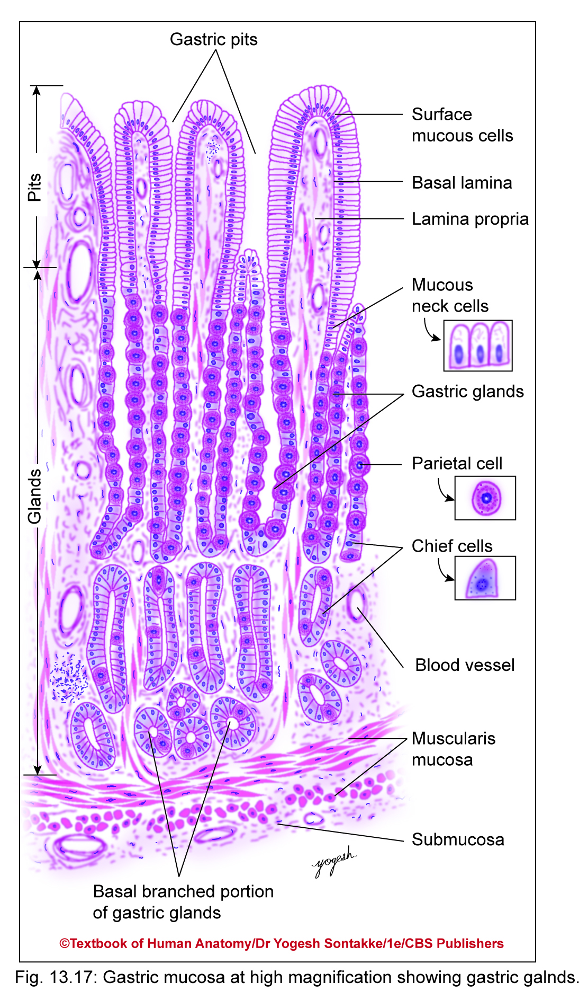 Gastric pits
Pits
Glands
Surface
mucous cells
Basal lamina
Lamina propria
Mucous
neck cells
Gastric glands
Parietal cell
Chief cells
Blood vessel
Muscularis
mucosa
Submucosa
yogesh
Basal branched portion
of gastric glands
©Textbook of Human Anatomy/Dr Yogesh Sontakke/1e/CBS Publishers
Fig. 13.17: Gastric mucosa at high magnification showing gastric galnds.